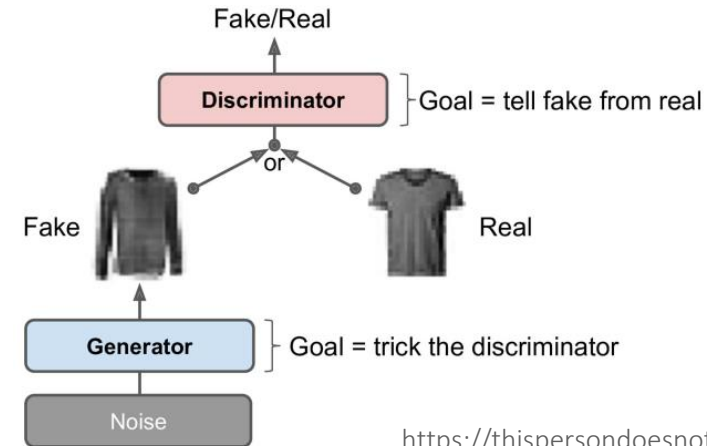 Fake/Real
Discriminator
Goal = tell fake from real
or
Fake
Real
Generator
Goal = trick the discriminator
Noise